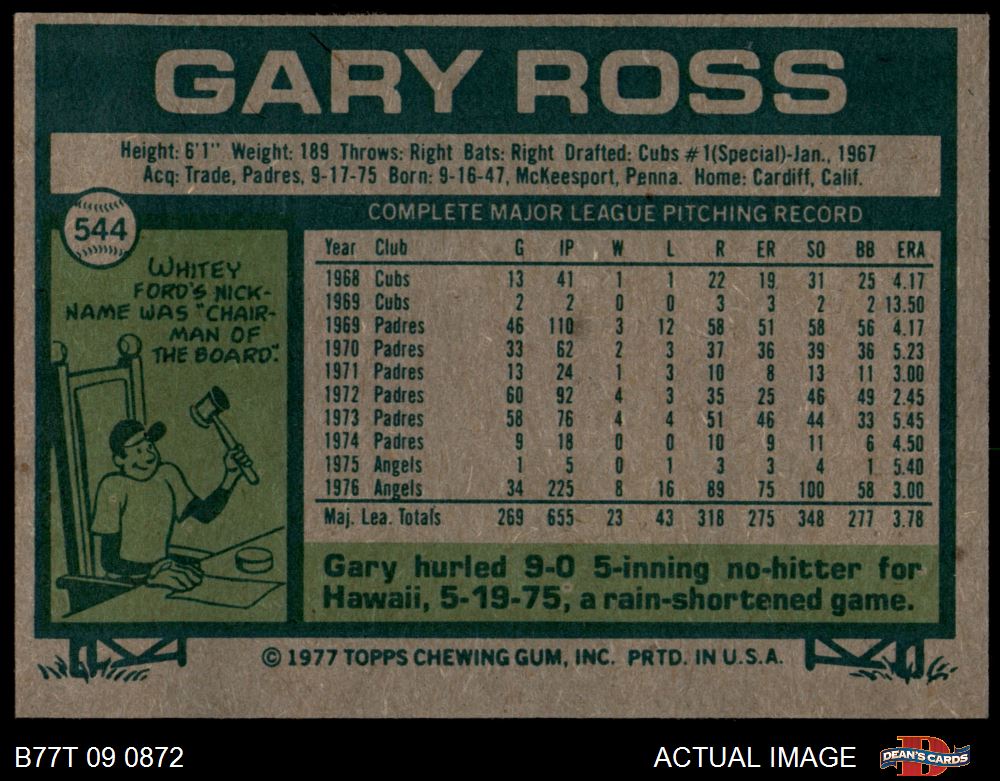 GARY ROSS
Height: 6'1" Weight: 189 Throws: Right Bats: Right Drafted: Cubs #1(Special)-Jan., 1967
Acq: Trade, Padres, 9-17-75 Born: 9-16-47, McKeesport, Penna. Home: Cardiff, Calif.
544
WHITEY
FORD'S NICK-
NAME WAS "CHAIR-
MAN OF
THE BOARD".
COMPLETE MAJOR LEAGUE PITCHING RECORD
Year Club G IP W L R ER SO BB ERA
1968 Cubs 13 41 1 1 22 19 31 25 4.17
1969 Cubs 2 2 0 0 3 3 2 2 13.50
1969 Padres 46 110 3 12 58 51 58 56 4.17
1970 Padres 33 62 2 3 37 36 39 36 5.23
1971 Padres 13 24 1 3 10 8 13 11 3.00
1972 Padres 60 92 4 3 35 25 46 49 2.45
1973 Padres 58 76 4 4 51 46 44 33 5.45
1974 Padres 9 18 0 0 10 9 11 6 4.50
1975 Angels 1 5 0 1 3 3 4 1 5.40
1976 Angels 34 225 8 16 89 75 100 58 3.00
Maj. Lea. Totals 269 655 23 43 318 275 348 277 3.78
Gary hurled 9-0 5-inning no-hitter for
Hawaii, 5-19-75, a rain-shortened game.
© 1977 TOPPS CHEWING GUM, INC. PRTD. IN U.S.A.
B77T 09 0872
ACTUAL IMAGE
DEAN'S CARDS